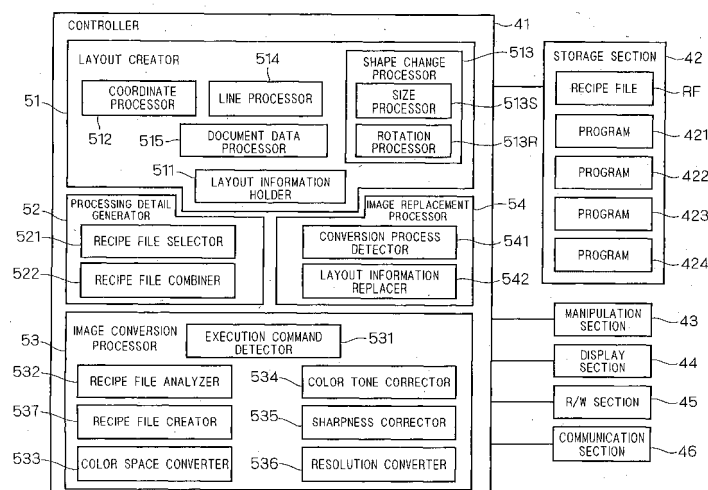 CONTROLLER
41
LAYOUT CREATOR
51
514
SHAPE CHANGE
PROCESSOR
513
COORDINATE
PROCESSOR
512
LINE PROCESSOR
SIZE
PROCESSOR
513S
515
DOCUMENT DATA
PROCESSOR
ROTATION
PROCESSOR
513R
511
LAYOUT INFORMATION
HOLDER
52
PROCESSING DETAIL
GENERATOR
521
RECIPE FILE SELECTOR
522
RECIPE FILE COMBINER
IMAGE REPLACEMENT
PROCESSOR
54
CONVERSION PROCESS
DETECTOR
541
LAYOUT INFORMATION
REPLACER
542
53
IMAGE CONVERSION
PROCESSOR
EXECUTION COMMAND
DETECTOR
531
532
RECIPE FILE ANALYZER
534
COLOR TONE CORRECTOR
537
RECIPE FILE CREATOR
535
SHARPNESS CORRECTOR
533
COLOR SPACE CONVERTER
536
RESOLUTION CONVERTER
STORAGE SECTION
42
RECIPE FILE
RF
PROGRAM
421
PROGRAM
422
PROGRAM
423
PROGRAM
424
MANIPULATION
SECTION
43
DISPLAY
SECTION
44
R/W SECTION
45
COMMUNICATION
SECTION
46